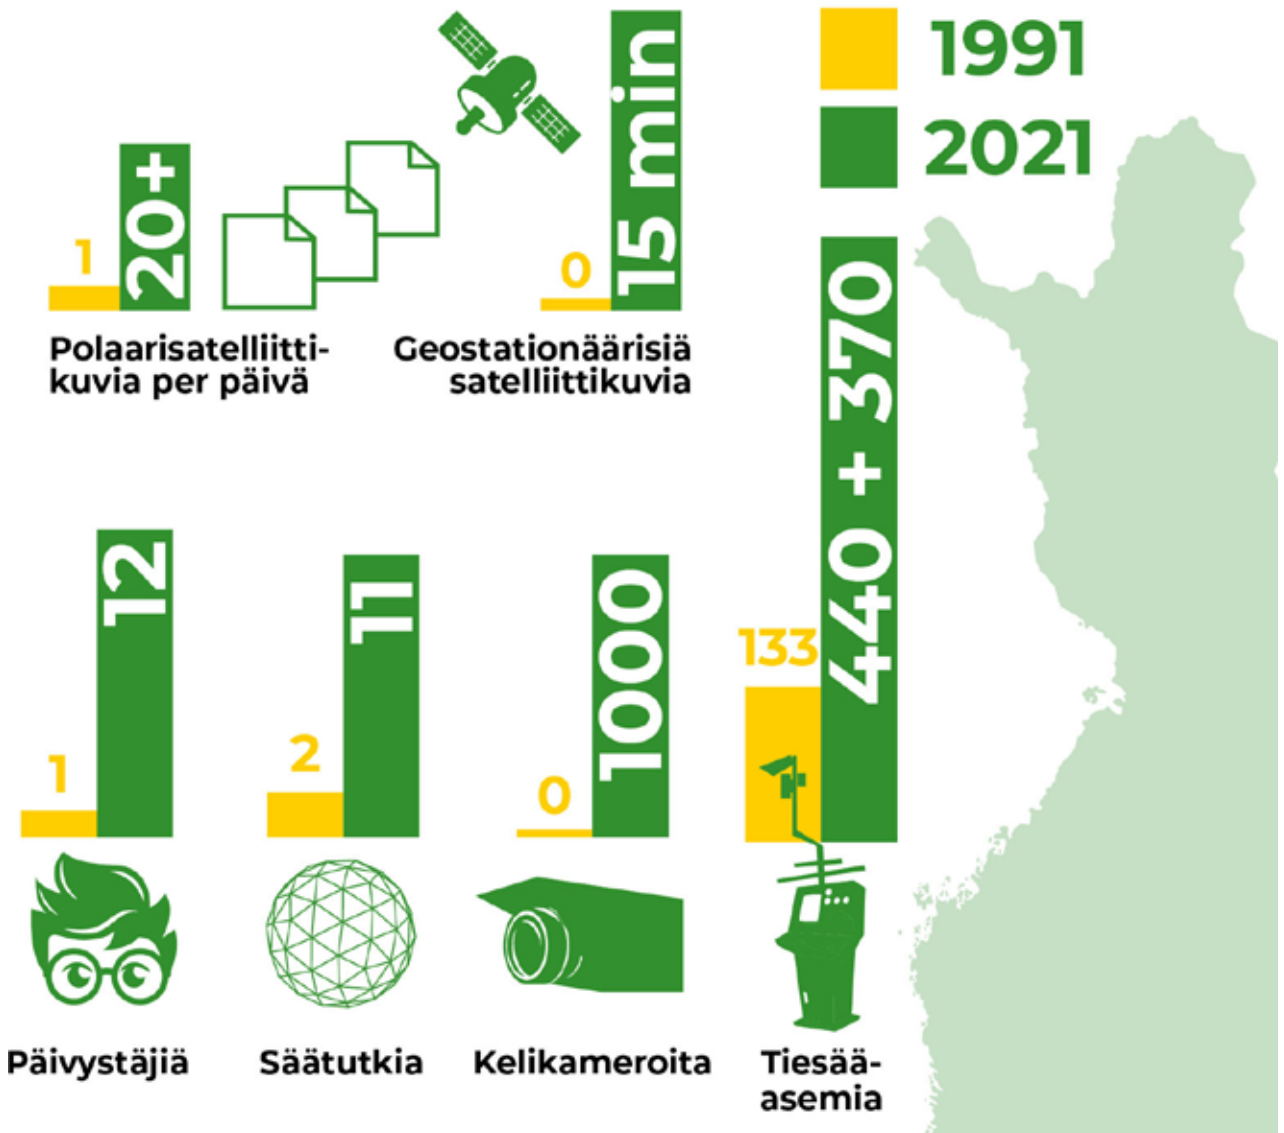 1991
2021
1
20+
Polaarisatelliitti-
kuvia per päivä
0
15 min
Geostationäärisiä
satelliittikuvia
1
12
Päivystäjiä
2
11
Säätutkia
0
1000
Kelikameroita
133
440 + 370
Tiesää-
asemia